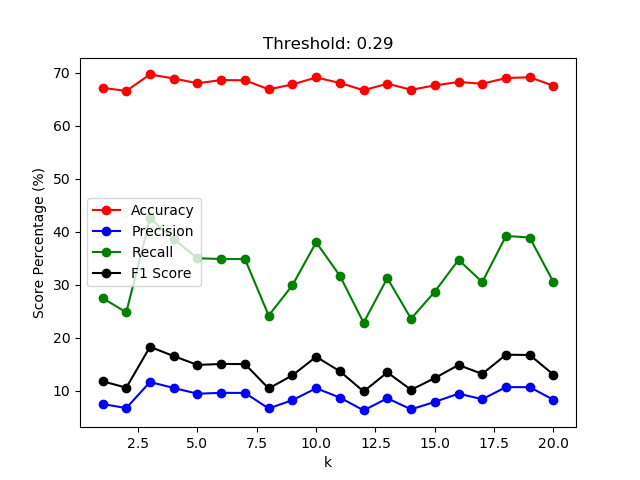 Threshold: 0.29
Score Percentage (%)
70
60
50
40
30
20
10
Accuracy
Precision
Recall
F1 Score
2.5 5.0 7.5 10.0 12.5 15.0 17.5 20.0
k